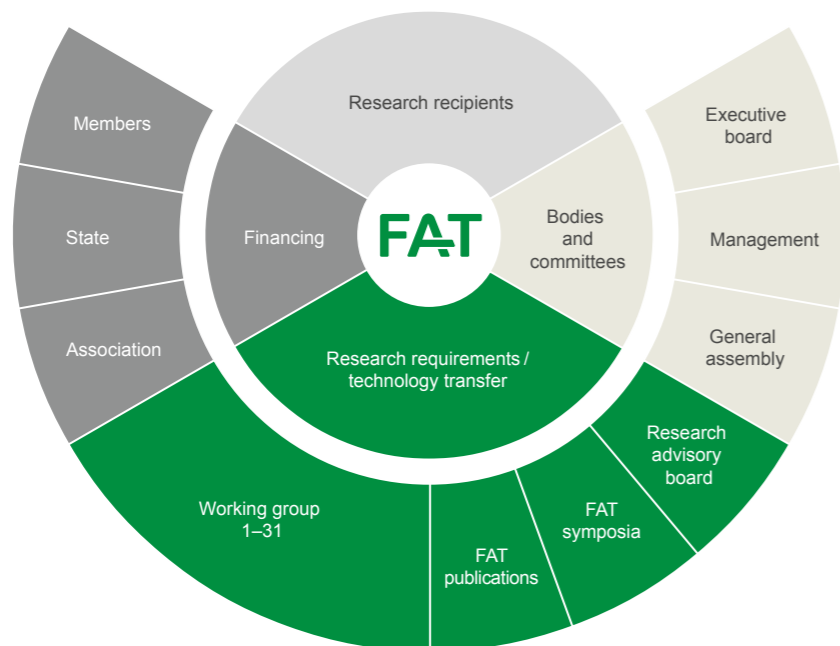 Research recipients
Members
Executive
board
State
Financing
FAT
Bodies
and
committees
Management
Association
Research requirements /
technology transfer
General
assembly
Working group
1–31
FAT
publications
FAT
symposia
Research
advisory
board